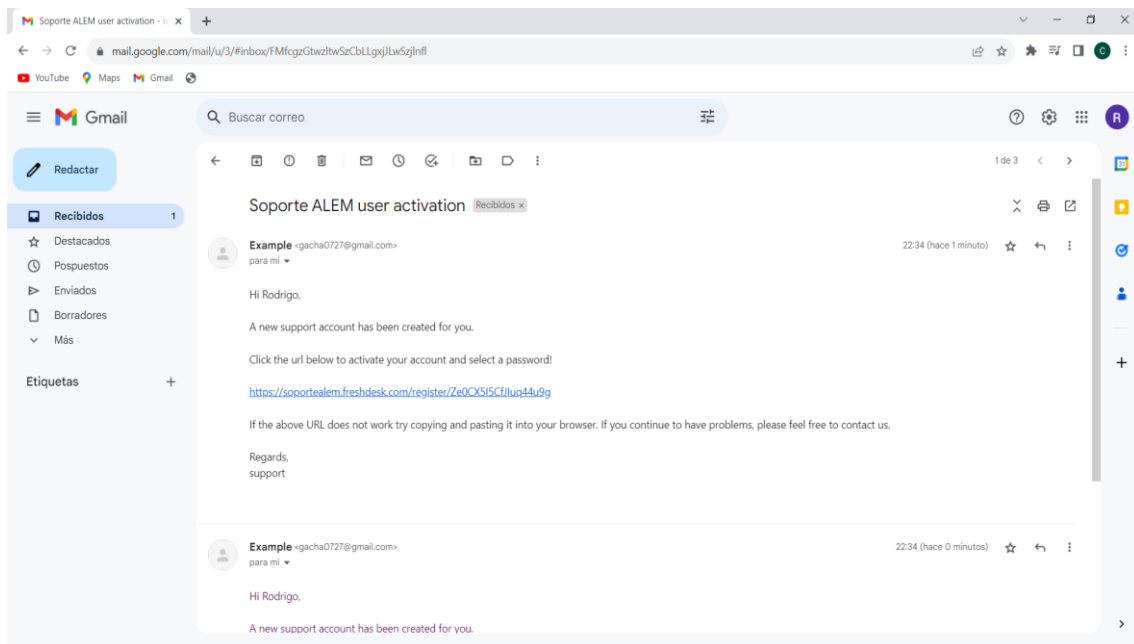 Soporte ALEM user activation - r
mail.google.com/mail/u/3/#inbox/FMfcgzGtwzltwSzCbLLgxjJLwSzjlnfl
YouTube Maps Gmail
C
Gmail
Buscar correo
R
Redactar
1 de 3
Recibidos 1
Destacados
Pospuestos
Enviados
Borradores
Más
Etiquetas
Soporte ALEM user activation Recibidos x
Example <gacha0727@gmail.com> 22:34 (hace 1 minuto)
para mi
Hi Rodrigo,
A new support account has been created for you.
Click the url below to activate your account and select a password!
https://soportealem.freshdesk.com/register/Ze0CX5I5CfJIuq44u9g
If the above URL does not work try copying and pasting it into your browser. If you continue to have problems, please feel free to contact us.
Regards,
support
Example <gacha0727@gmail.com> 22:34 (hace 0 minutos)
para mi
Hi Rodrigo,
A new support account has been created for you.